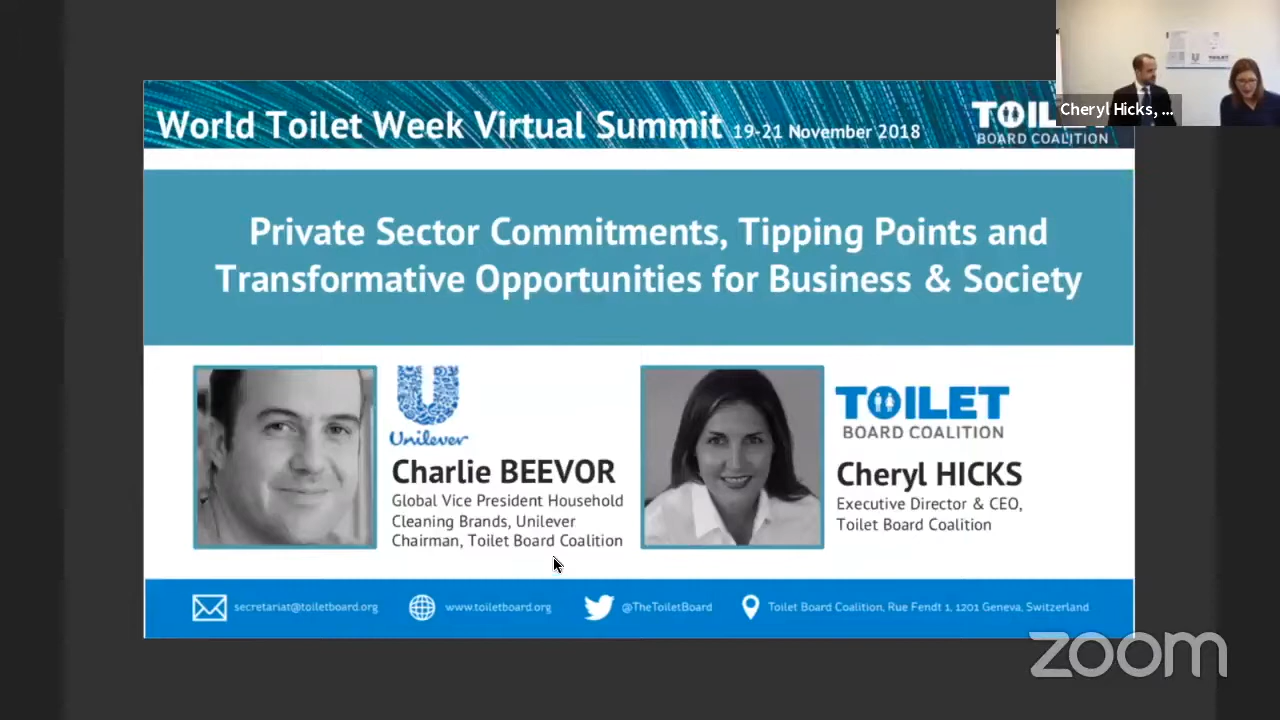 World Toilet Week Virtual Summit 19-21 November 2018
BOARD COALITION
Cheryl Hicks, ...
Private Sector Commitments, Tipping Points and
Transformative Opportunities for Business & Society
Unilever
Charlie BEEVOR
Global Vice President Household
Cleaning Brands, Unilever
Chairman, Toilet Board Coalition
TOILET
BOARD COALITION
Cheryl HICKS
Executive Director & CEO,
Toilet Board Coalition
secretariat@toiletboard.org
www.toiletboard.org
@TheToiletBoard
Toilet Board Coalition, Rue Fendt 1, 1201 Geneva, Switzerland
zoom